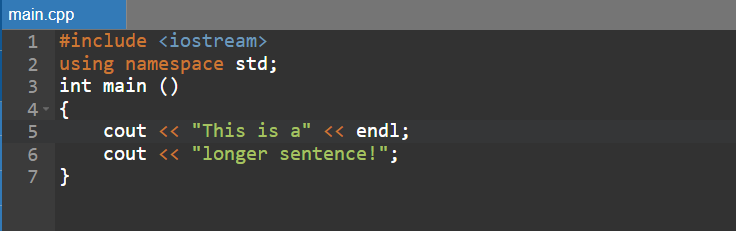 main.cpp
1 #include <iostream>
2 using namespace std;
3 int main ()
4 {
5     cout << "This is a" << endl;
6     cout << "longer sentence!";
7 }